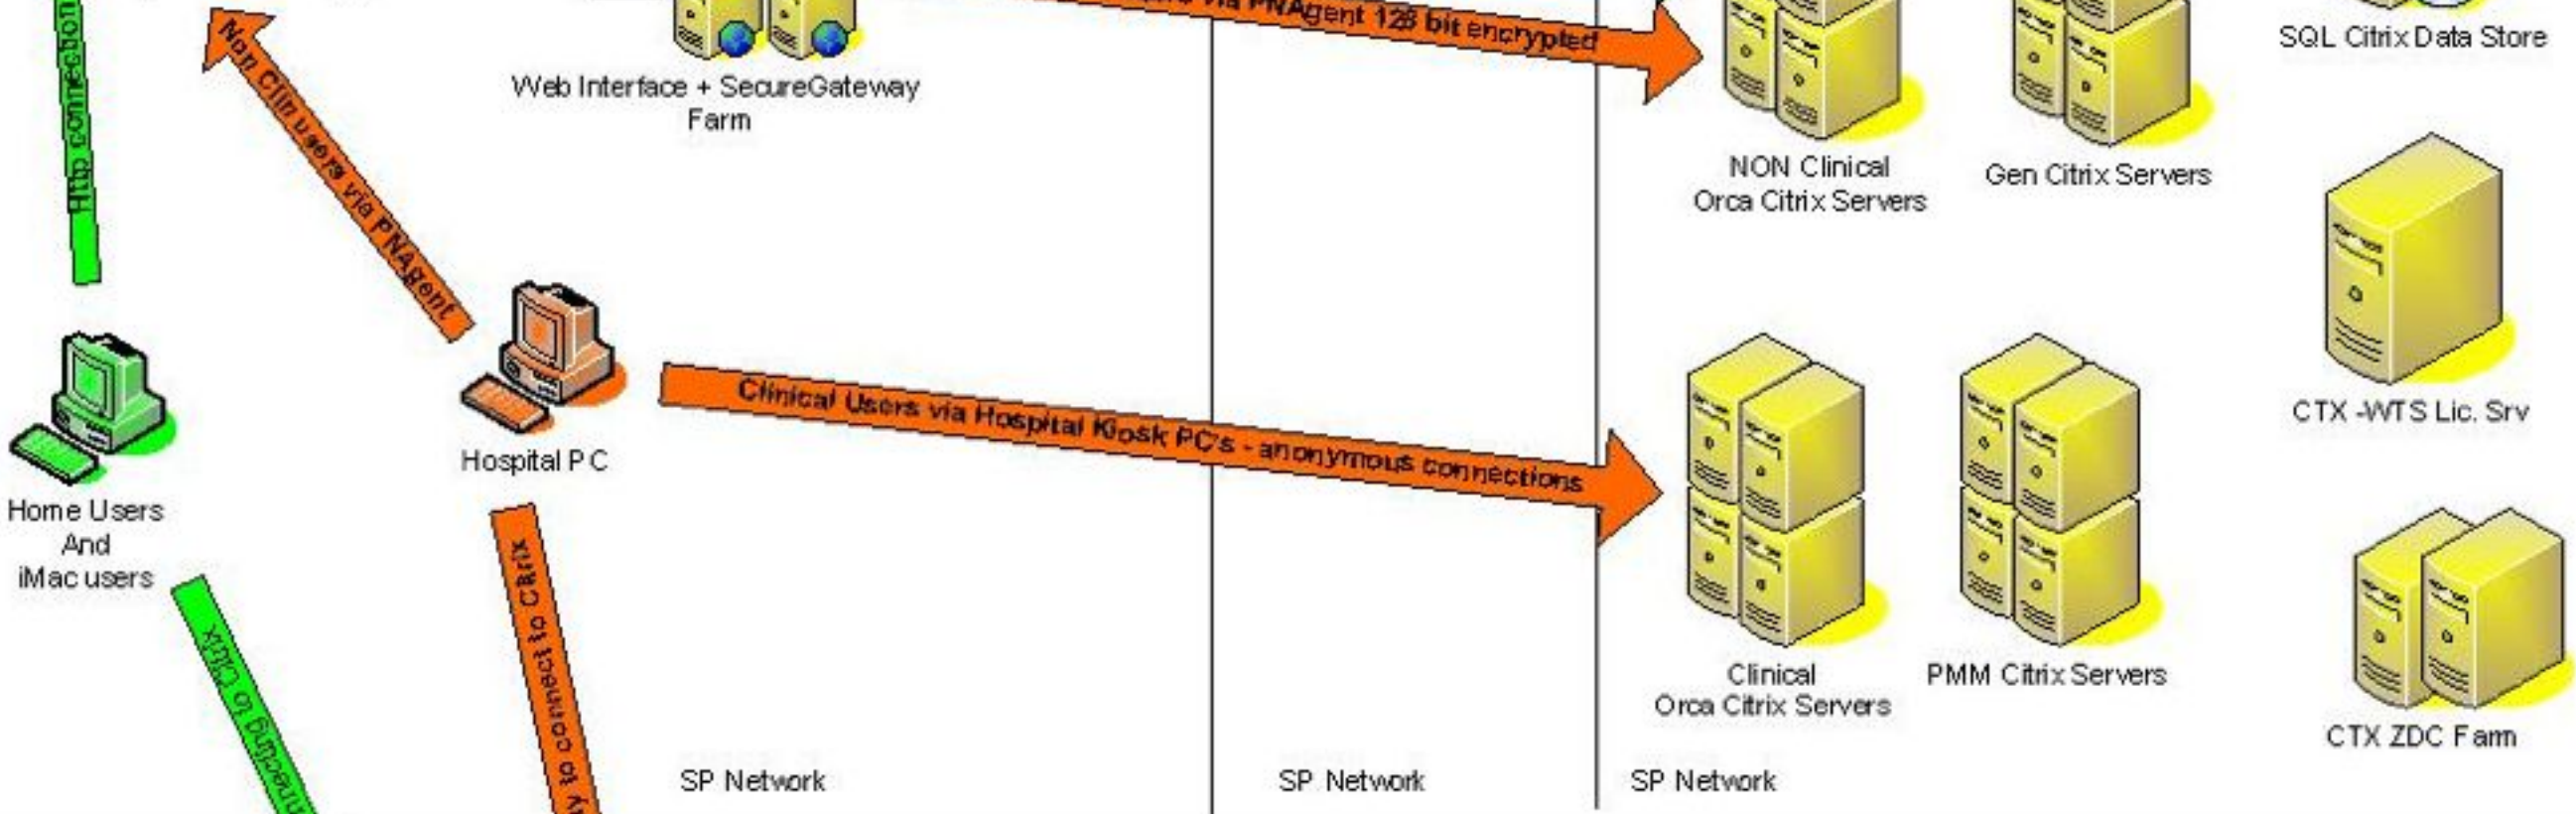 Http connection
Non Clin users via PNAgent
via PNAgent 128 bit encrypted
Web Interface + SecureGateway
Farm
NON Clinical
Orca Citrix Servers
Gen Citrix Servers
SQL Citrix Data Store
CTX -WTS Lic. Srv
Hospital PC
Clinical Users via Hospital Kiosk PC's - anonymous connections
Home Users
And
iMac users
to Citrix
connect to Citrix
Clinical
Orca Citrix Servers
PMM Citrix Servers
CTX ZDC Farm
SP Network
SP Network
SP Network